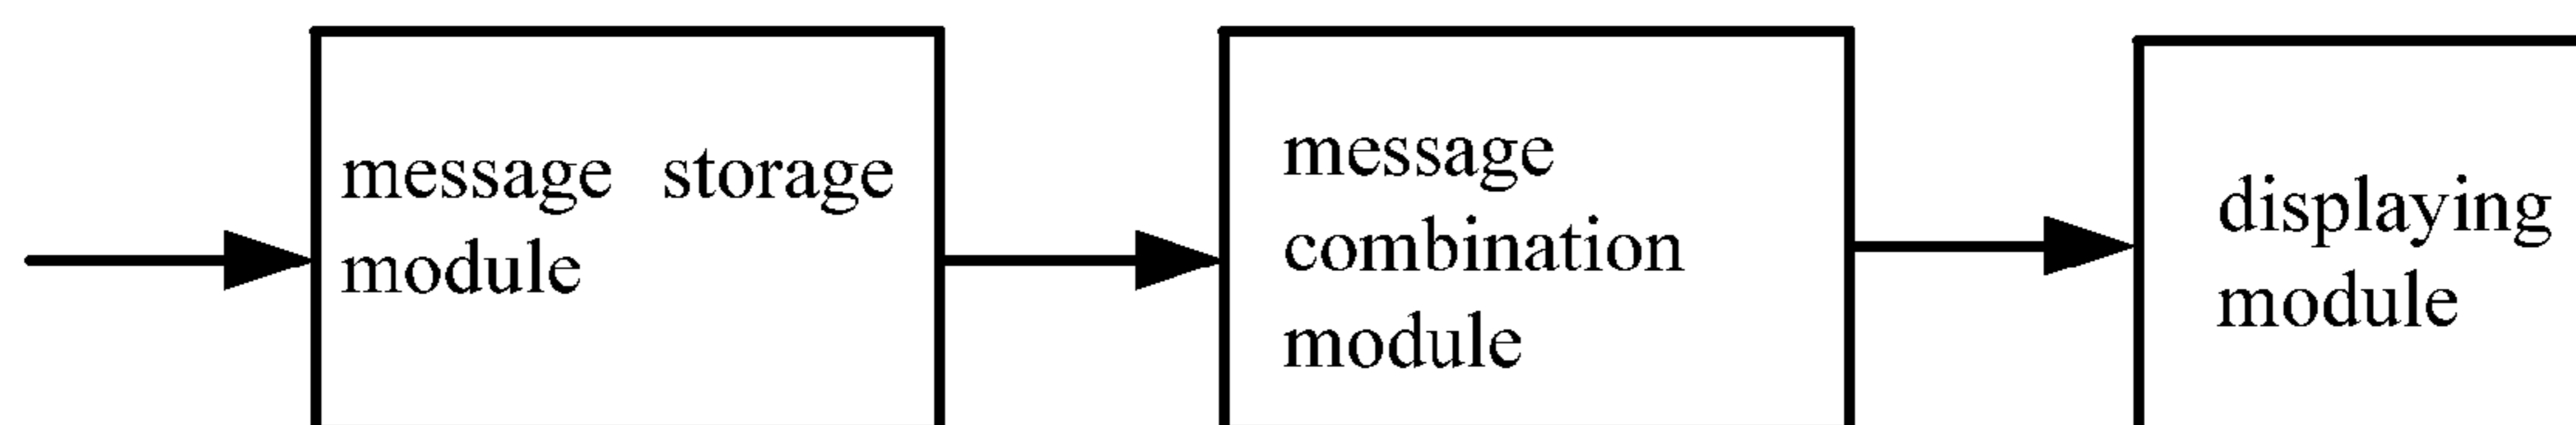 message storage
module
message
combination
module
displaying
module